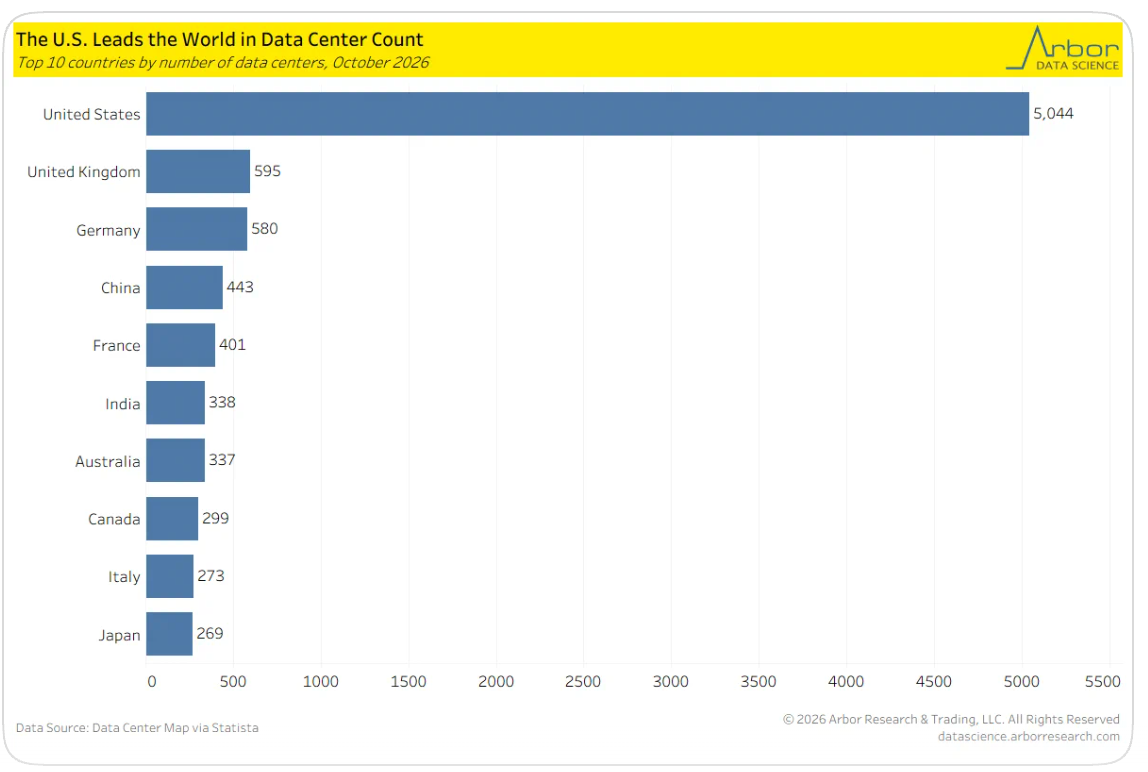 The U.S. Leads the World in Data Center Count
Top 10 countries by number of data centers, October 2026
Arbor
DATA SCIENCE
United States 5,044
United Kingdom 595
Germany 580
China 443
France 401
India 338
Australia 337
Canada 299
Italy 273
Japan 269
0 500 1000 1500 2000 2500 3000 3500 4000 4500 5000 5500
Data Source: Data Center Map via Statista
© 2026 Arbor Research & Trading, LLC. All Rights Reserved
datascience.arborresearch.com